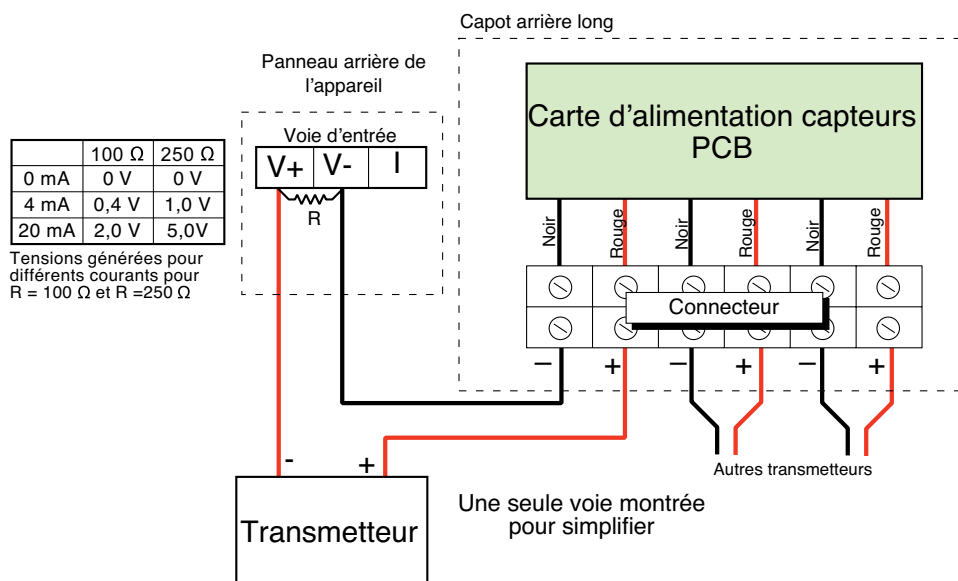 Capot arrière long
Panneau arrière de
l'appareil
Voie d'entrée
V+ V- I
R
100 Ω 250 Ω
0 mA 0 V 0 V
4 mA 0,4 V 1,0 V
20 mA 2,0 V 5,0V
Tensions générées pour
différents courants pour
R = 100 Ω et R =250 Ω
Carte d'alimentation capteurs
PCB
Noir Rouge Noir Rouge Noir Rouge
Connecteur
– + – + – +
Autres transmetteurs
- +
Transmetteur
Une seule voie montrée
pour simplifier